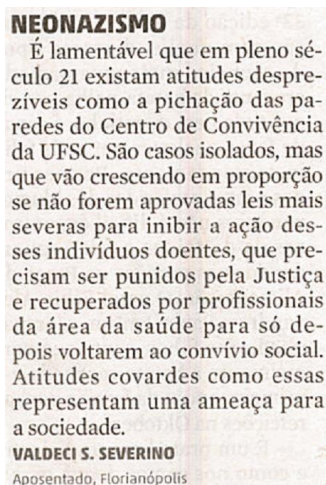 NEONAZISMO
É lamentável que em pleno sé-
culo 21 existam atitudes despre-
zíveis como a pichação das pa-
redes do Centro de Convivência
da UFSC. São casos isolados, mas
que vão crescendo em proporção
se não forem aprovadas leis mais
severas para inibir a ação des-
ses indivíduos doentes, que pre-
cisam ser punidos pela Justiça
e recuperados por profissionais
da área da saúde para só de-
pois voltarem ao convívio social.
Atitudes covardes como essas
representam uma ameaça para
a sociedade.
VALDECI S. SEVERINO
Aposentado, Florianópolis